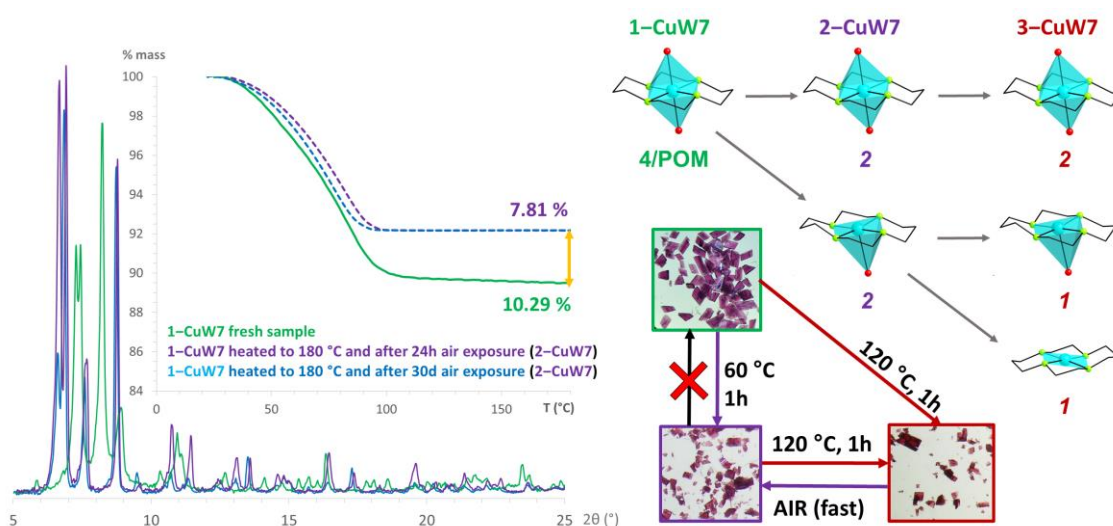 % mass
100
98
96
94
92
90
88
86
84
0
50
100
150
T (°C)
7.81 %
10.29 %
1–CuW7 fresh sample
1–CuW7 heated to 180 °C and after 24h air exposure (2–CuW7)
1–CuW7 heated to 180 °C and after 30d air exposure (2–CuW7)
5
10
15
20
25
2θ (°)
1–CuW7
2–CuW7
3–CuW7
4/POM
2
2
2
1
1
60 °C
1h
120 °C, 1h
120 °C, 1h
AIR (fast)